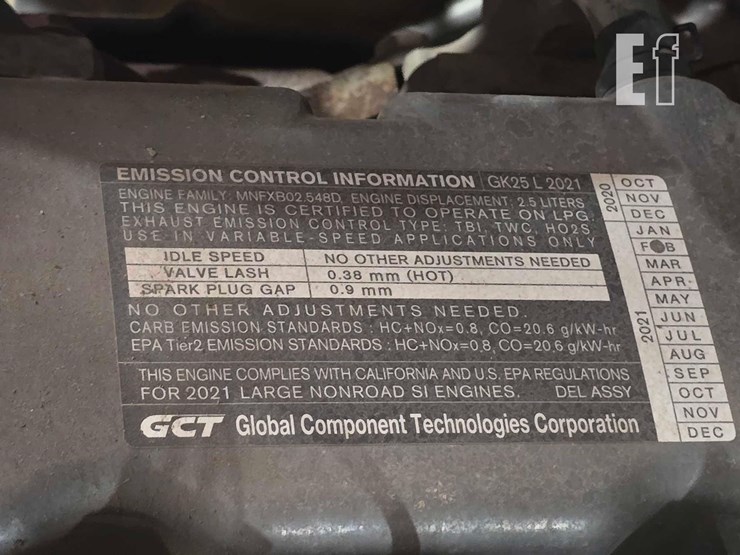 Ef
EMISSION CONTROL INFORMATION GK25 L 2021
ENGINE FAMILY: MNFXB02.548D, ENGINE DISPLACEMENT: 2.5 LITERS
THIS ENGINE IS CERTIFIED TO OPERATE ON LPG.
EXHAUST EMISSION CONTROL TYPE: TBI, TWC, HO2S
USE IN VARIABLE-SPEED APPLICATIONS ONLY
IDLE SPEED NO OTHER ADJUSTMENTS NEEDED
VALVE LASH 0.38 mm (HOT)
SPARK PLUG GAP 0.9 mm
NO OTHER ADJUSTMENTS NEEDED.
CARB EMISSION STANDARDS : HC+NOx=0.8, CO=20.6 g/kW-hr
EPA Tier2 EMISSION STANDARDS : HC+NOx=0.8, CO=20.6 g/kW-hr
THIS ENGINE COMPLIES WITH CALIFORNIA AND U.S. EPA REGULATIONS
FOR 2021 LARGE NONROAD SI ENGINES. DEL ASSY
GCT Global Component Technologies Corporation
2020
OCT
NOV
DEC
2021
JAN
FEB
MAR
APR
MAY
JUN
JUL
AUG
SEP
OCT
NOV
DEC